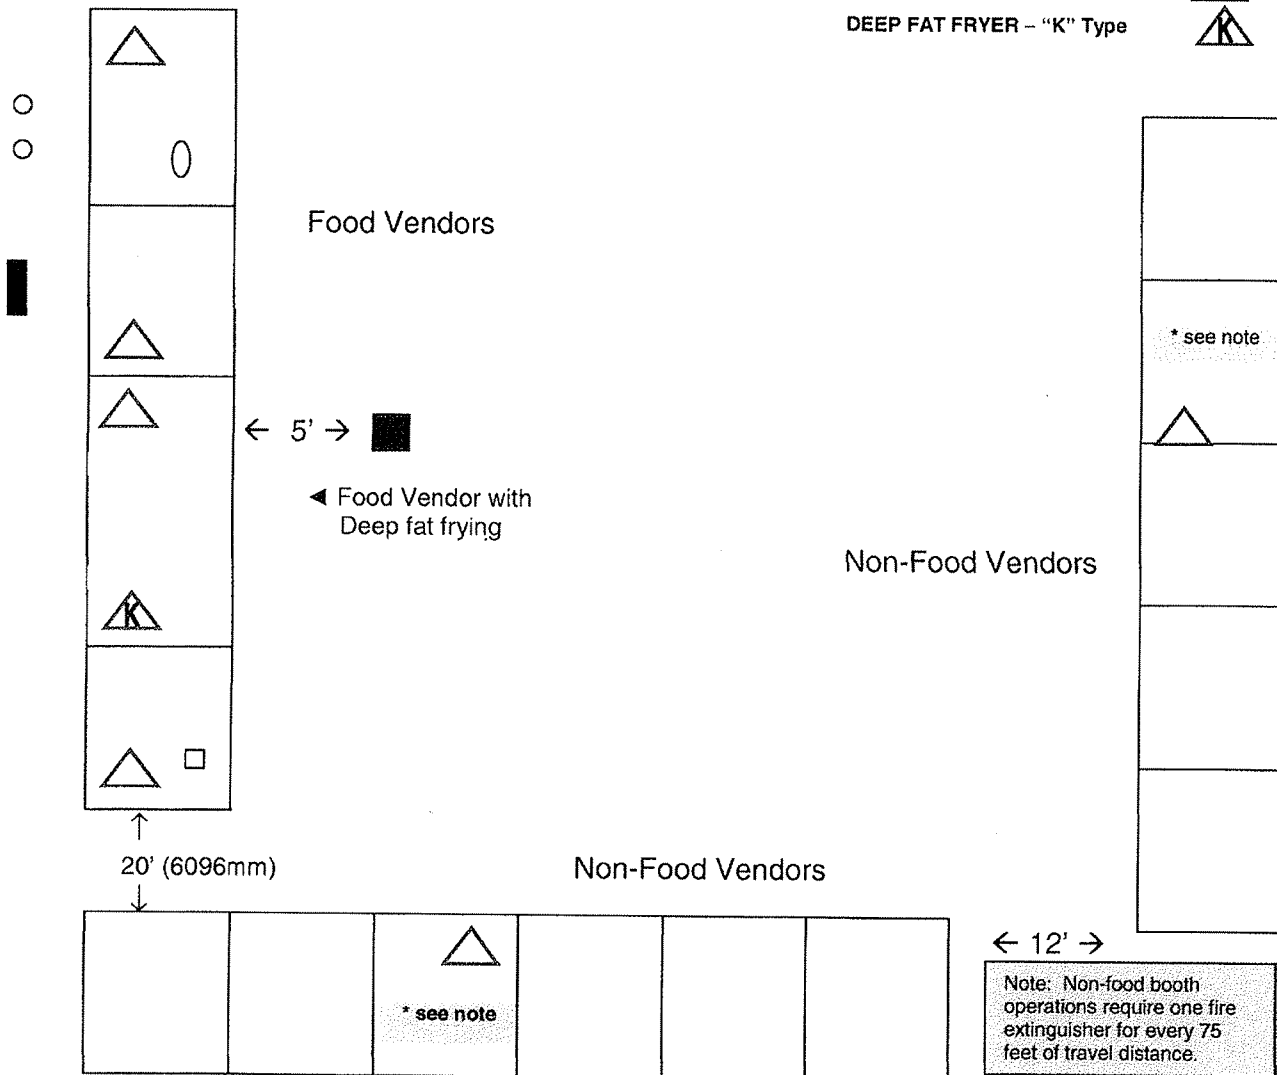 DEEP FAT FRYER – “K” Type
K
Food Vendors
* see note
← 5' →
◄ Food Vendor with
Deep fat frying
Non-Food Vendors
K
20' (6096mm)
Non-Food Vendors
← 12' →
* see note
Note: Non-food booth
operations require one fire
extinguisher for every 75
feet of travel distance.